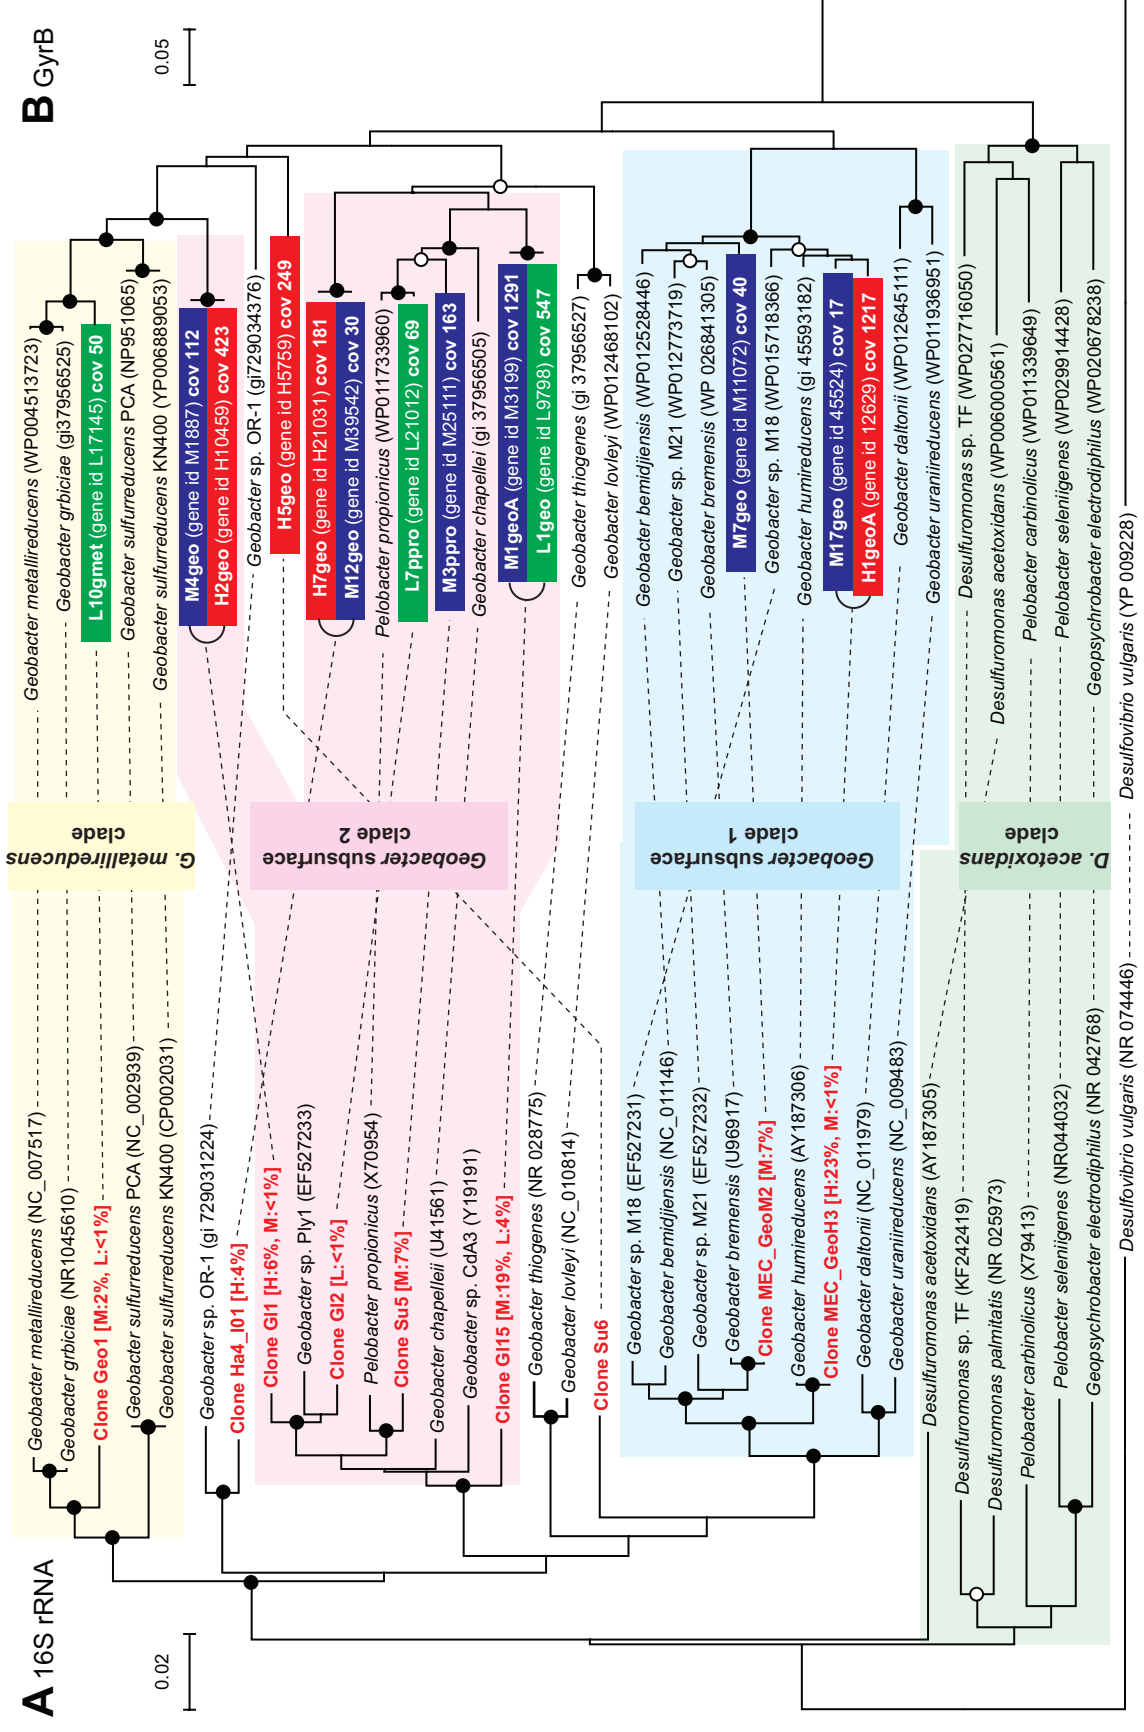 A 16S rRNA
0.02
Geobacter metallireducens (NC_007517)
Geobacter grbiciae (NR1045610)
Clone Geo1 [M:2%, L:<1%]
Geobacter sulfurreducens PCA (NC_002939)
Geobacter sulfurreducens KN400 (CP002031)
Geobacter sp. OR-1 (gi 729031224)
Clone Ha4_I01 [H:4%]
Clone GI1 [H:6%, M:<1%]
Geobacter sp. Ply1 (EF527233)
Clone GI2 [L:<1%]
Pelobacter propionicus (X70954)
Clone Su5 [M:7%]
Geobacter chapelleii (U41561)
Geobacter sp. CdA3 (Y19191)
Clone GI15 [M:19%, L:4%]
Geobacter thiogenes (NR 028775)
Geobacter lovleyi (NC_010814)
Clone Su6
Geobacter sp. M18 (EF527231)
Geobacter bemidjiensis (NC_011146)
Geobacter sp. M21 (EF527232)
Geobacter bremensis (U96917)
Clone MEC_GeoM2 [M:7%]
Geobacter humireducens (AY187306)
Clone MEC_GeoH3 [H:23%, M:<1%]
Geobacter daltonii (NC_011979)
Geobacter uraniireducens (NC_009483)
Desulfuromonas acetoxidans (AY187305)
Desulfuromonas sp. TF (KF242419)
Desulfuromonas palmitatis (NR 025973)
Pelobacter carbinolicus (X79413)
Pelobacter seleniigenes (NR044032)
Geopsychrobacter electrodiphilus (NR 042768)
Desulfovibrio vulgaris (NR 074446)
G. metallireducens
clade
Geobacter subsurface
clade 2
Geobacter subsurface
clade 1
D. acetoxidans
clade
B GyrB
0.05
Geobacter metallireducens (WP004513723)
Geobacter grbiciae (gi37956525)
L10gmet (gene id L17145) cov 50
Geobacter sulfurreducens PCA (NP951065)
Geobacter sulfurreducens KN400 (YP006889053)
M4geo (gene id M1887) cov 112
H2geo (gene id H10459) cov 423
Geobacter sp. OR-1 (gi729034376)
H5geo (gene id H5759) cov 249
H7geo (gene id H21031) cov 181
M12geo (gene id M39542) cov 30
Pelobacter propionicus (WP011733960)
L7ppro (gene id L21012) cov 69
M3ppro (gene id M25111) cov 163
Geobacter chapellei (gi 37956505)
M1geoA (gene id M3199) cov 1291
L1geo (gene id L9798) cov 547
Geobacter thiogenes (gi 37956527)
Geobacter lovleyi (WP012468102)
Geobacter bemidjiensis (WP012528446)
Geobacter sp. M21 (WP012773719)
Geobacter bremensis (WP 026841305)
M7geo (gene id M11072) cov 40
Geobacter sp. M18 (WP015718366)
Geobacter humireducens (gi 45593182)
M17geo (gene id 45524) cov 17
H1geoA (gene id 12629) cov 1217
Geobacter daltonii (WP012645111)
Geobacter uraniireducens (WP011936951)
Desulfuromonas sp. TF (WP027716050)
Desulfuromonas acetoxidans (WP006000561)
Pelobacter carbinolicus (WP011339649)
Pelobacter seleniigenes (WP029914428)
Geopsychrobacter electrodiphilus (WP020678238)
Desulfovibrio vulgaris (YP 009228)